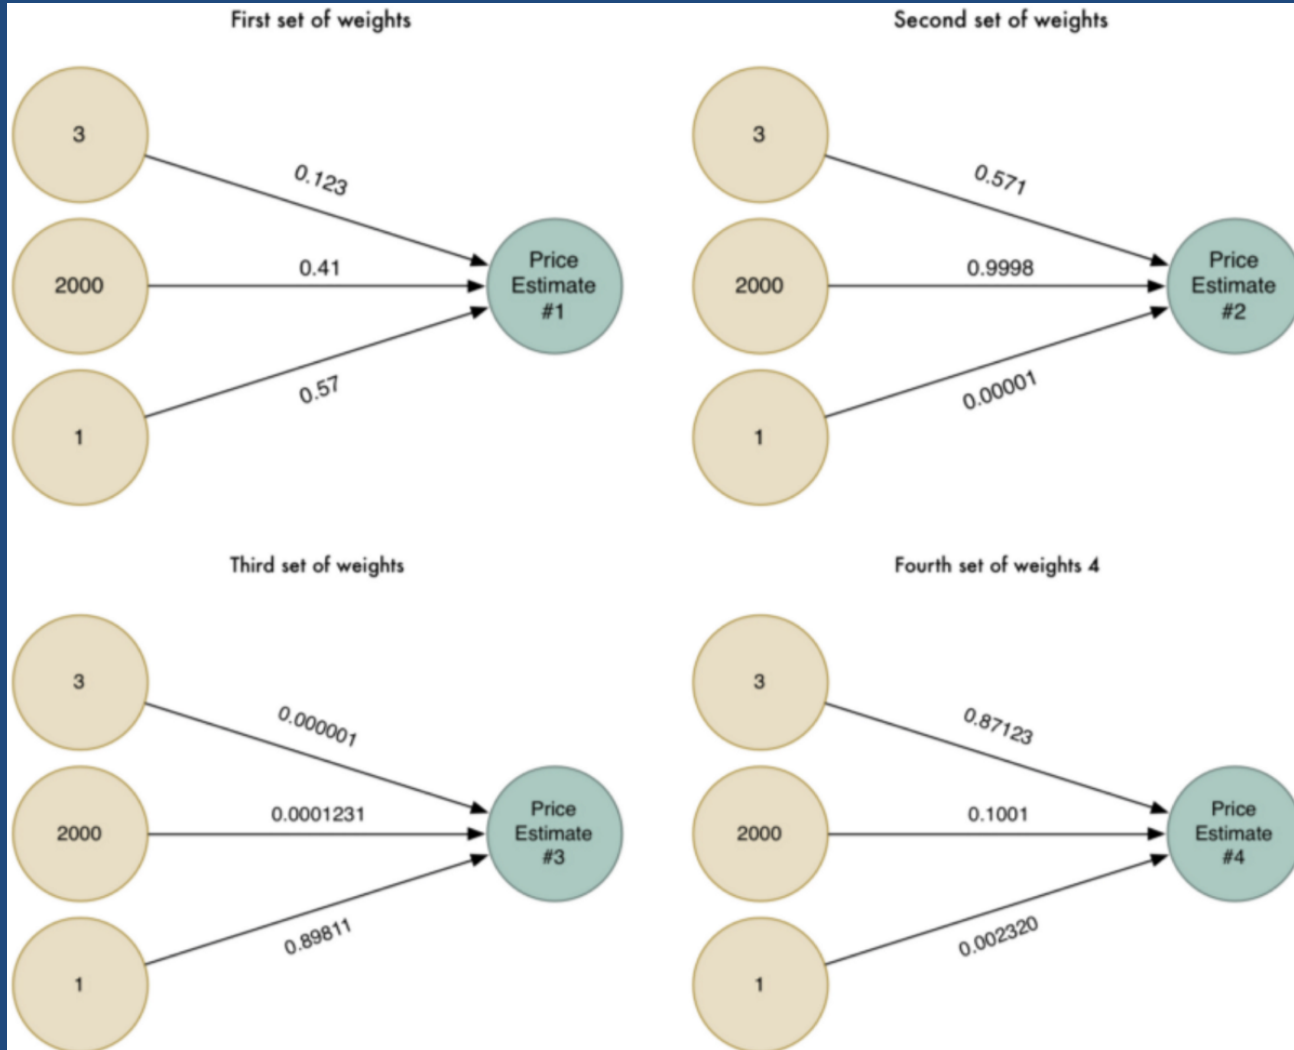 First set of weights
3
0.123
2000
0.41
Price
Estimate
#1
1
0.57
Second set of weights
3
0.571
2000
0.9998
Price
Estimate
#2
1
0.00001
Third set of weights
3
0.000001
2000
0.0001231
Price
Estimate
#3
1
0.89811
Fourth set of weights 4
3
0.87123
2000
0.1001
Price
Estimate
#4
1
0.002320